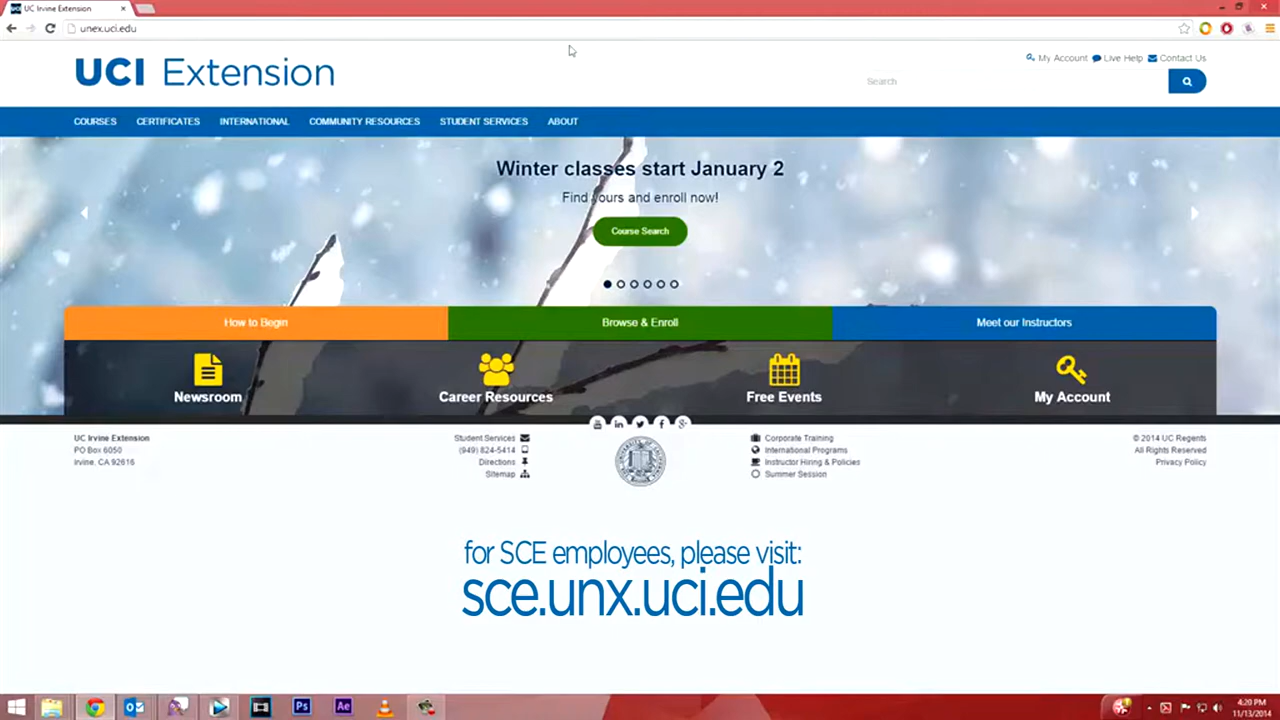 UC Irvine Extension
unex.uci.edu
UCI Extension
My Account
Live Help
Contact Us
Search
COURSES
CERTIFICATES
INTERNATIONAL
COMMUNITY RESOURCES
STUDENT SERVICES
ABOUT
Winter classes start January 2
Find yours and enroll now!
Course Search
How to Begin
Browse & Enroll
Meet our Instructors
Newsroom
Career Resources
Free Events
My Account
UC Irvine Extension
PO Box 6050
Irvine, CA 92616
Student Services
(949) 824-5414
Directions
Sitemap
Corporate Training
International Programs
Instructor Hiring & Policies
Summer Session
© 2014 UC Regents
All Rights Reserved
Privacy Policy
for SCE employees, please visit:
sce.unx.uci.edu
Ps
Ae
4:20 PM
11/13/2014